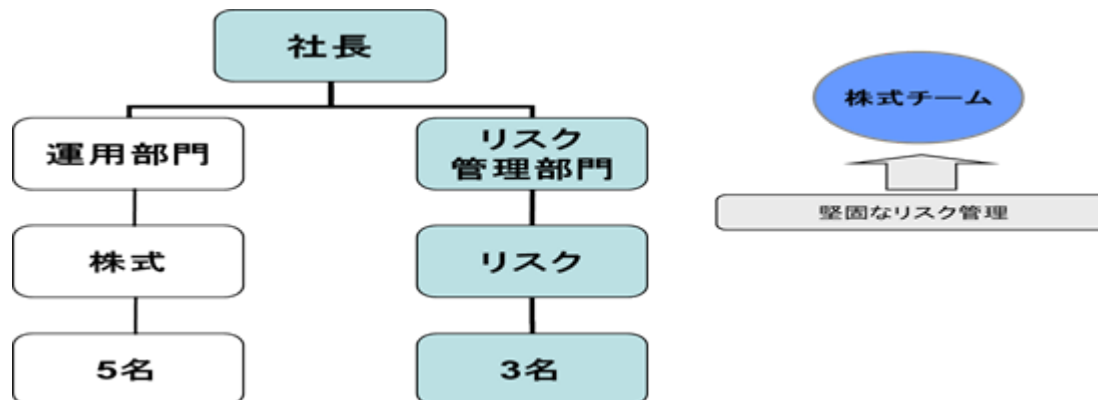 社長
運用部門
リスク
管理部門
株式
リスク
5名
3名
株式チーム
堅固なリスク管理